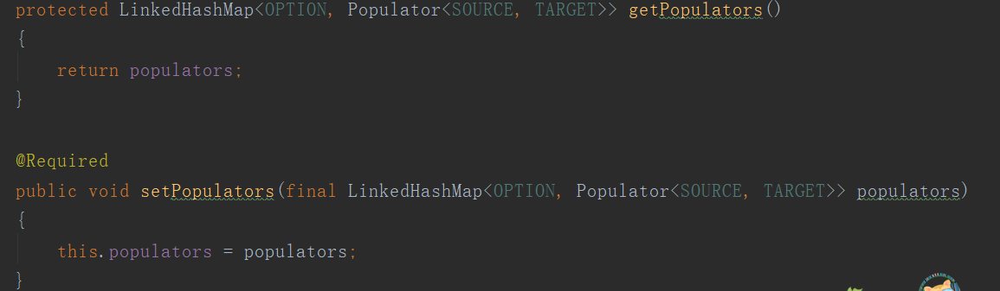 protected LinkedHashMap<OPTION, Populator<SOURCE, TARGET>> getPopulators()
{
return populators;
}
@Required
public void setPopulators(final LinkedHashMap<OPTION, Populator<SOURCE, TARGET>> populators)
{
this.populators = populators;
}